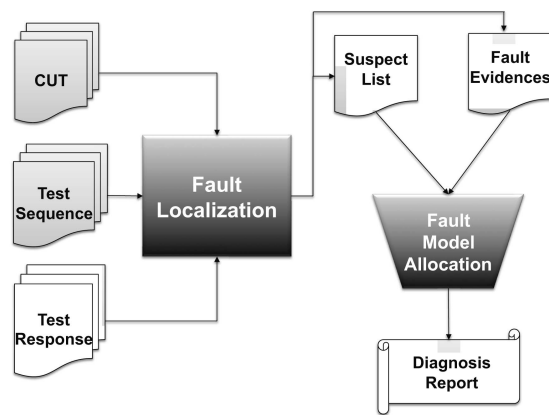 CUT
Test
Sequence
Test
Response
Fault
Localization
Suspect
List
Fault
Evidences
Fault
Model
Allocation
Diagnosis
Report